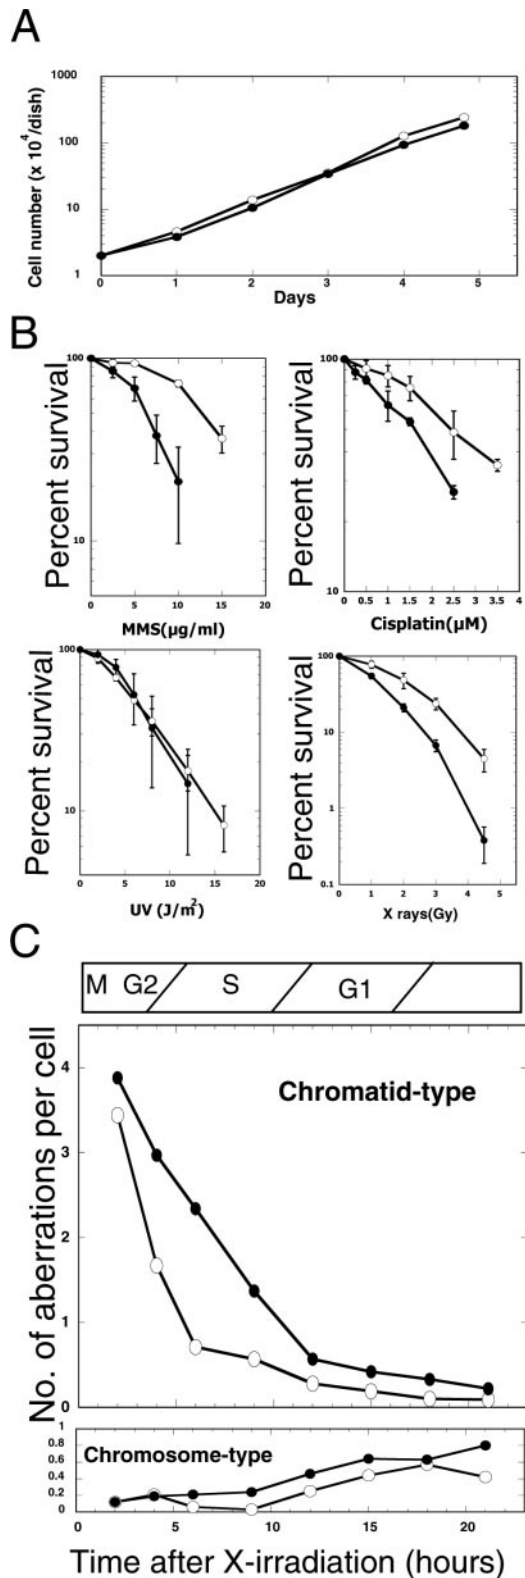 A
Cell number (x 10⁴/dish)
1000
100
10
1
0 1 2 3 4 5
Days
B
Percent survival
100
10
0 5 10 15 20
MMS(µg/ml)
Percent survival
100
10
0 0.5 1 1.5 2 2.5 3 3.5 4
Cisplatin(µM)
Percent survival
100
10
0 5 10 15 20
UV (J/m²)
Percent survival
100
10
1
0.1
0 1 2 3 4 5 6
X rays(Gy)
C
M G2 S G1
No. of aberrations per cell
4
3
2
1
0
Chromatid-type
1
0.8
0.6
0.4
0.2
0
Chromosome-type
0 5 10 15 20
Time after X-irradiation (hours)